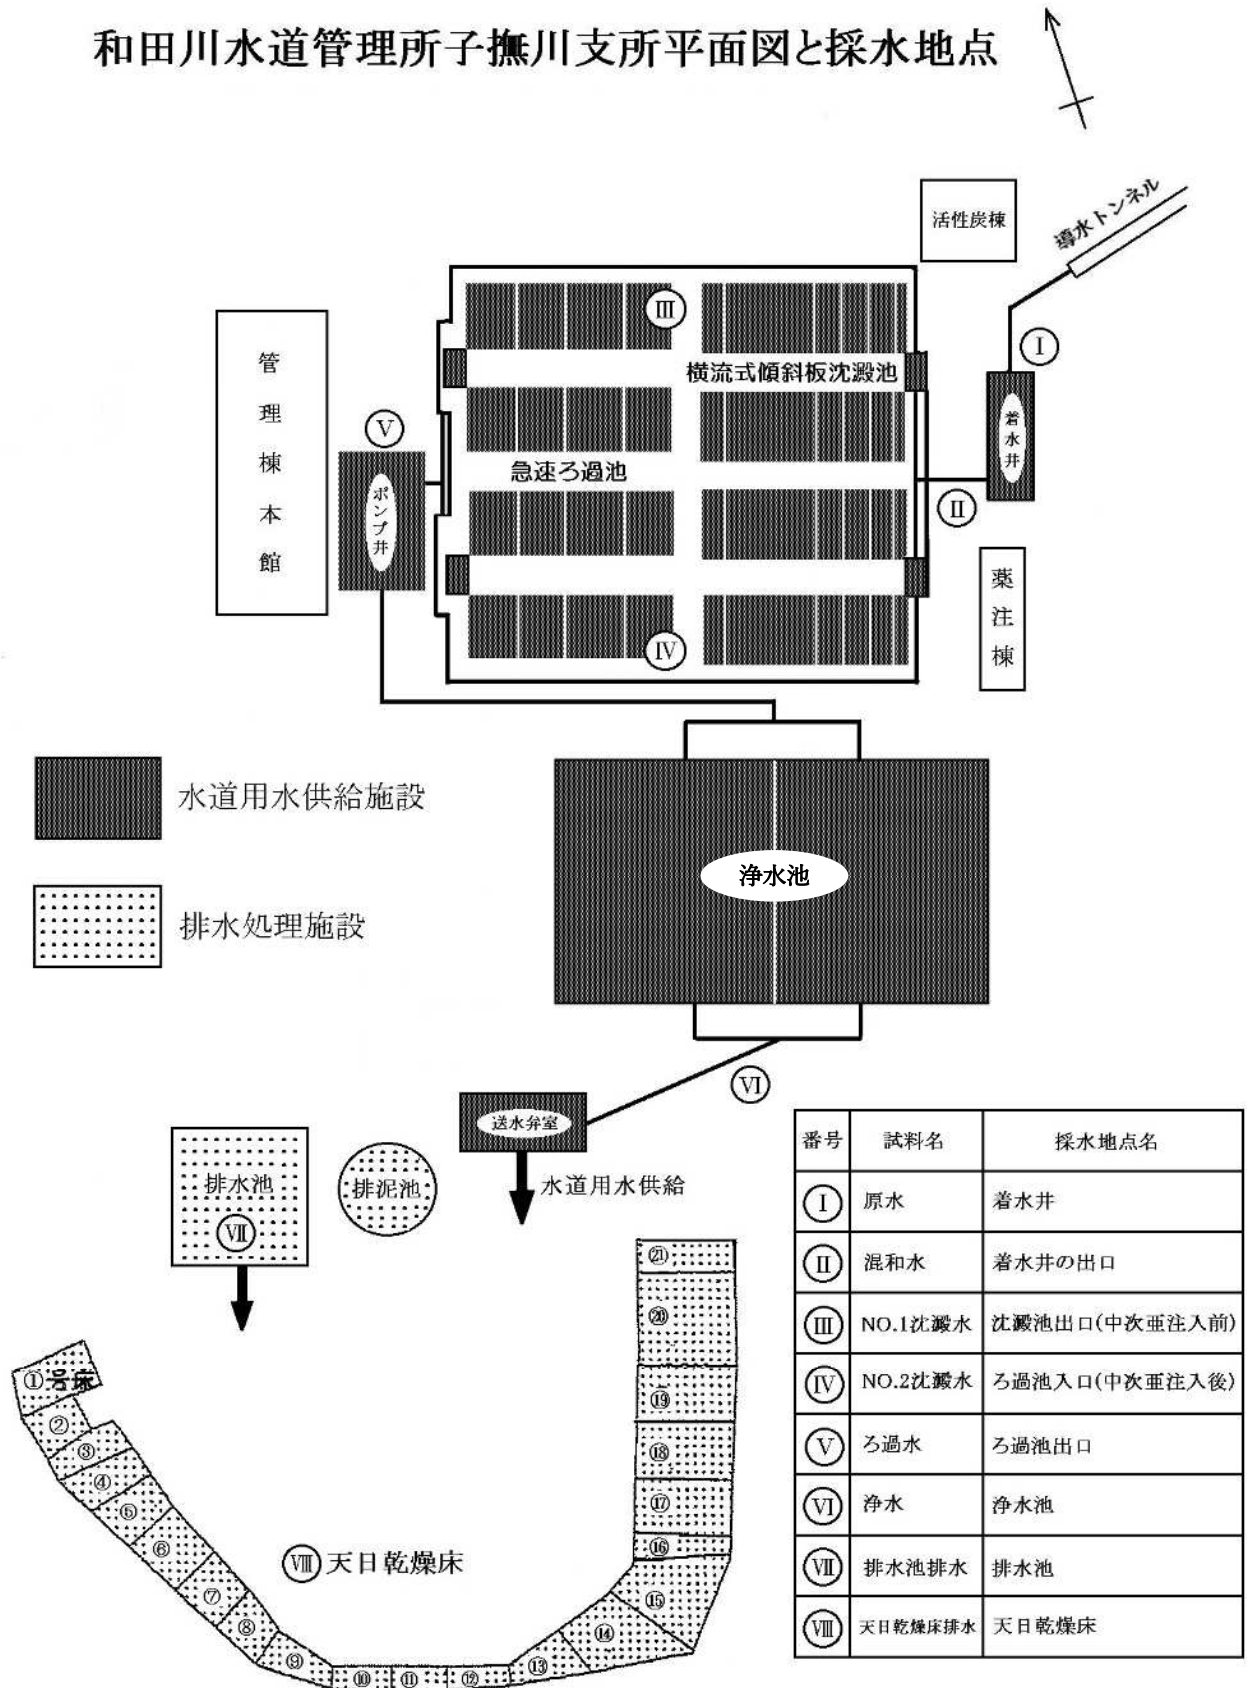 和田川水道管理所子撫川支所平面図と採水地点
活性炭棟
導水トンネル
Ⅲ
Ⅰ
管理棟本館
横流式傾斜板沈澱池
着水井
Ⅴ
急速ろ過池
ポンプ井
Ⅱ
薬注棟
Ⅳ
水道用水供給施設
浄水池
排水処理施設
Ⅵ
送水弁室
水道用水供給
排水池
Ⅶ
排泥池
番号 試料名 採水地点名
Ⅰ 原水 着水井
Ⅱ 混和水 着水井の出口
Ⅲ NO.1沈澱水 沈澱池出口(中次亜注入前)
Ⅳ NO.2沈澱水 ろ過池入口(中次亜注入後)
Ⅴ ろ過水 ろ過池出口
Ⅵ 浄水 浄水池
Ⅶ 排水池排水 排水池
Ⅷ 天日乾燥床排水 天日乾燥床
①号床
②
③
④
⑤
⑥
⑦
⑧
⑨
⑩
⑪
⑫
⑬
⑭
⑮
⑯
⑰
⑱
⑲
⑳
㉑
Ⅷ 天日乾燥床